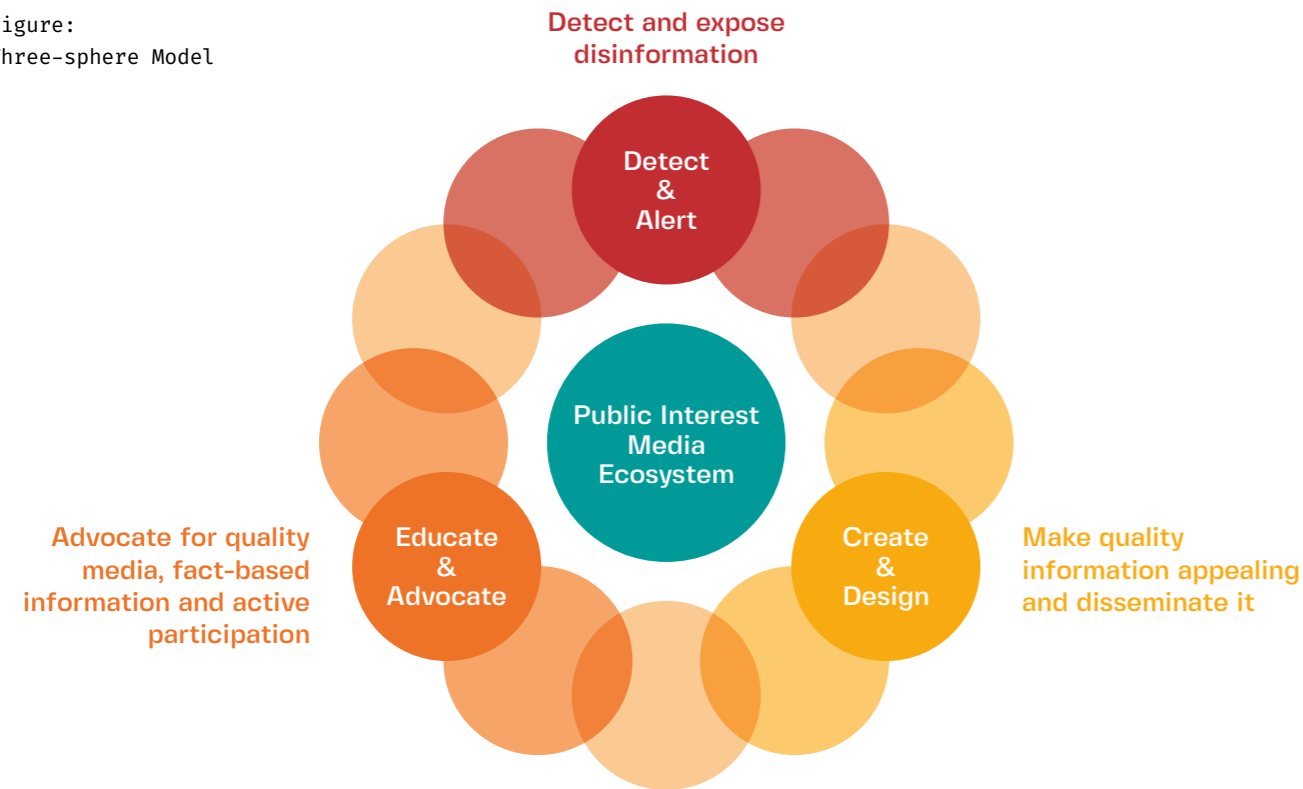 igure:
hree-sphere Model
Detect and expose
disinformation
Detect
&
Alert
Public Interest
Media
Ecosystem
Advocate for quality
media, fact-based
information and active
participation
Educate
&
Advocate
Create
&
Design
Make quality
information appealing
and disseminate it